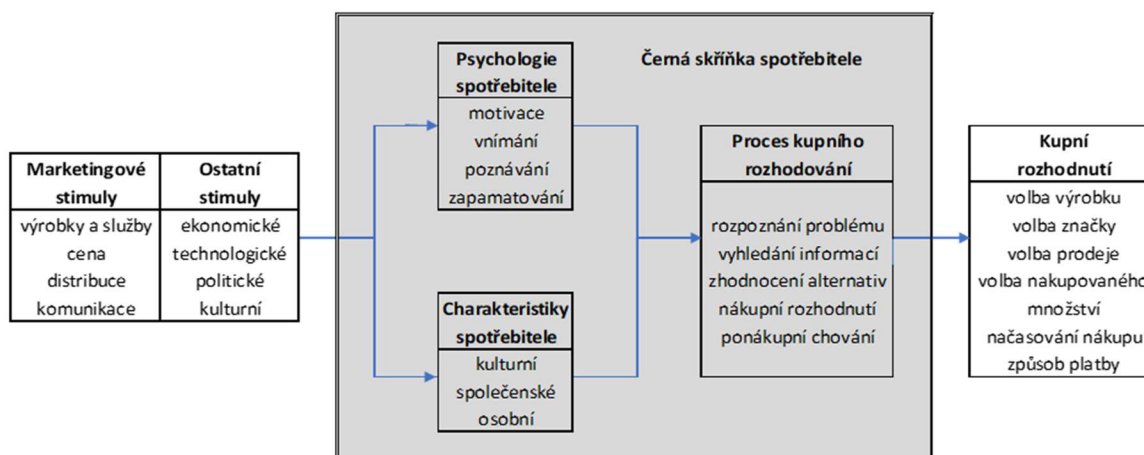 Černá skříňka spotřebitele
Marketingové
stimuly
výrobky a služby
cena
distribuce
komunikace
Ostatní
stimuly
ekonomické
technologické
politické
kulturní
Psychologie
spotřebitele
motivace
vnímání
poznávání
zapamatování
Charakteristiky
spotřebitele
kulturní
společenské
osobní
Proces kupního
rozhodování
rozpoznání problému
vyhledání informací
zhodnocení alternativ
nákupní rozhodnutí
ponákupní chování
Kupní
rozhodnutí
volba výrobku
volba značky
volba prodeje
volba nakupovaného
množství
načasování nákupu
způsob platby